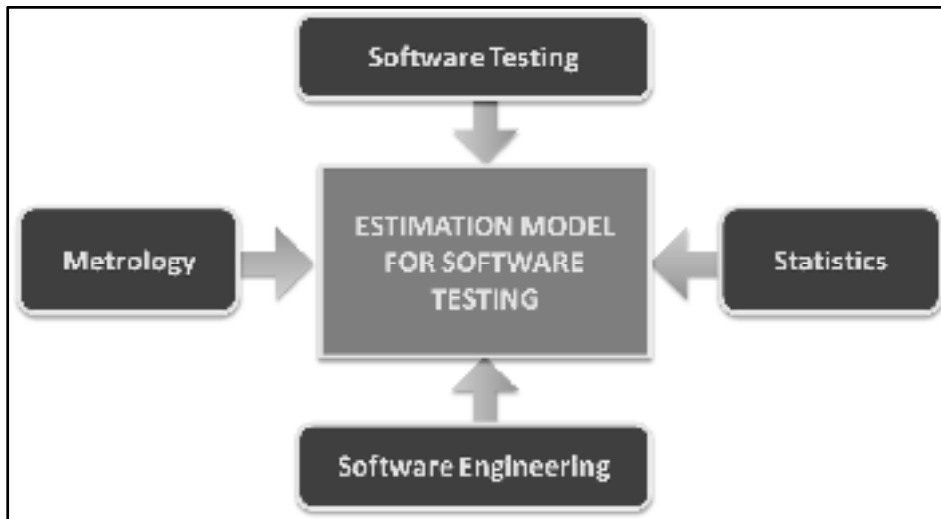 Software Testing
Metrology
ESTIMATION MODEL
FOR SOFTWARE
TESTING
Statistics
Software Engineering